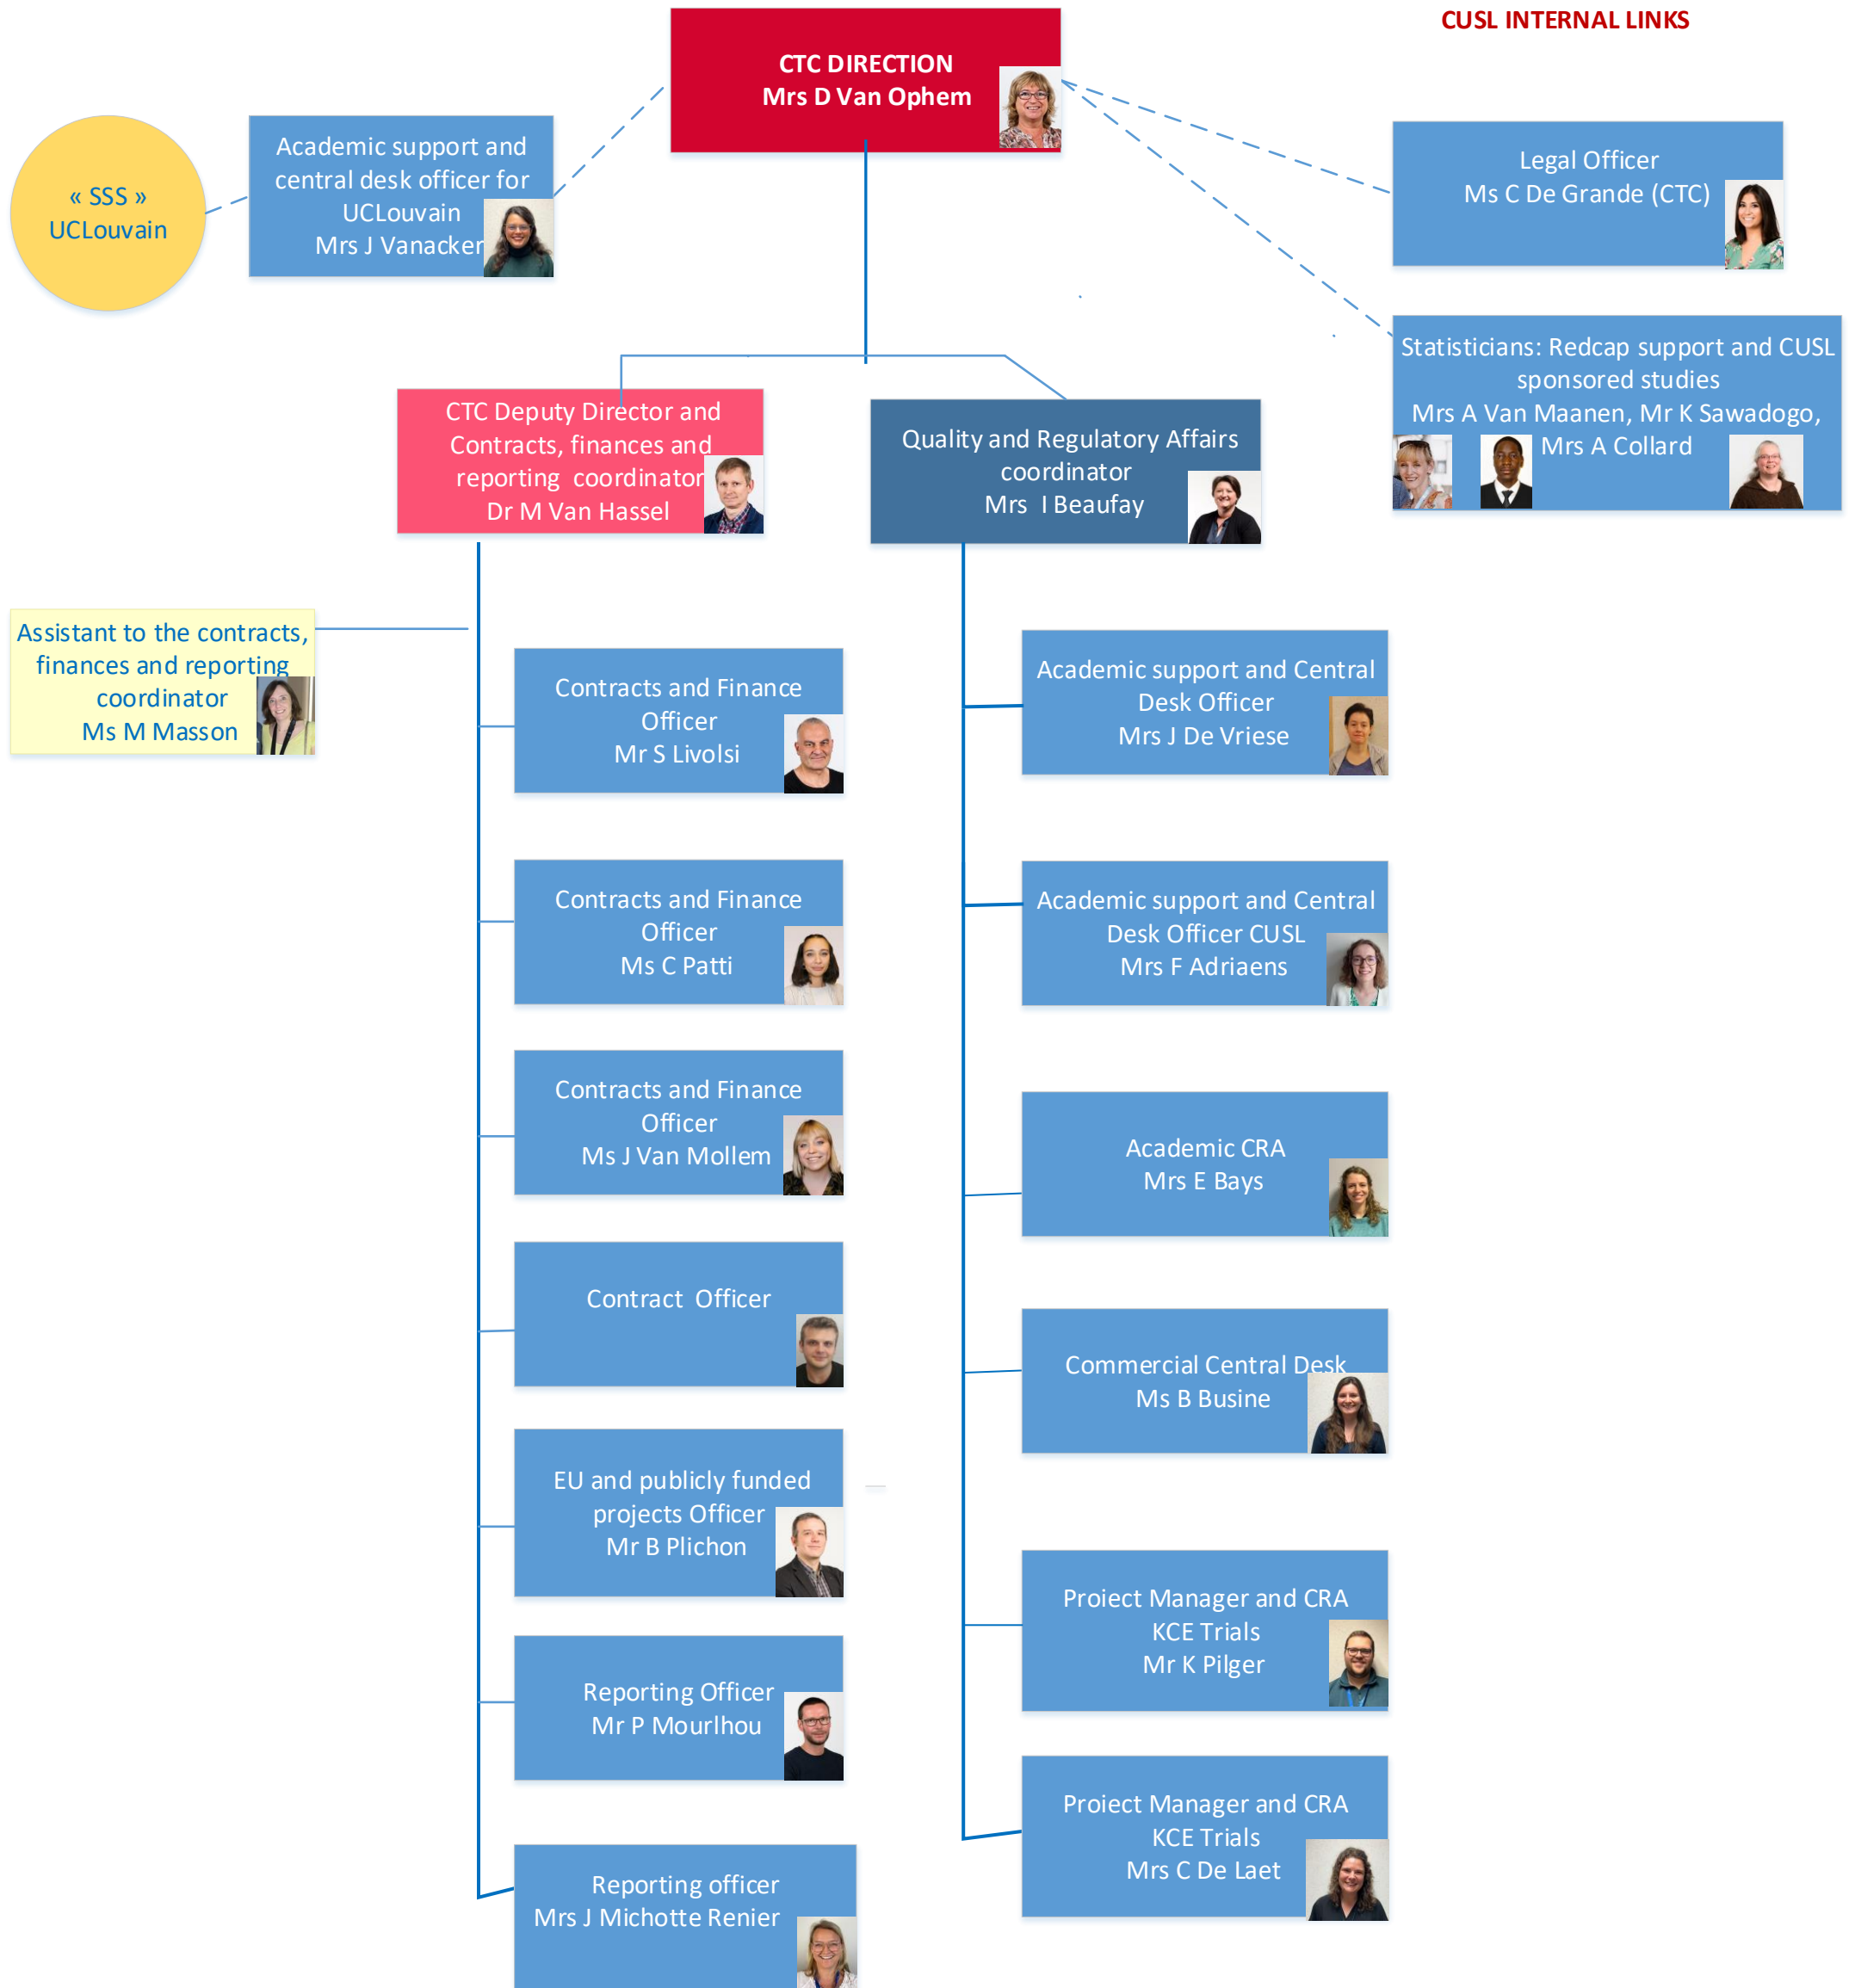 CUSL INTERNAL LINKS
CTC DIRECTION
Mrs D Van Ophem
« SSS »
UCLouvain
Academic support and
central desk officer for
UCLouvain
Mrs J Vanacker
Legal Officer
Ms C De Grande (CTC)
Statisticians: Redcap support and CUSL
sponsored studies
Mrs A Van Maanen, Mr K Sawadogo,
Mrs A Collard
CTC Deputy Director and
Contracts, finances and
reporting coordinator
Dr M Van Hassel
Quality and Regulatory Affairs
coordinator
Mrs I Beaufay
Assistant to the contracts,
finances and reporting
coordinator
Ms M Masson
Contracts and Finance
Officer
Mr S Livolsi
Contracts and Finance
Officer
Ms C Patti
Contracts and Finance
Officer
Ms J Van Mollem
Contract Officer
EU and publicly funded
projects Officer
Mr B Plichon
Reporting Officer
Mr P Mourlhou
Reporting officer
Mrs J Michotte Renier
Academic support and Central
Desk Officer
Mrs J De Vriese
Academic support and Central
Desk Officer CUSL
Mrs F Adriaens
Academic CRA
Mrs E Bays
Commercial Central Desk
Ms B Busine
Project Manager and CRA
KCE Trials
Mr K Pilger
Project Manager and CRA
KCE Trials
Mrs C De Laet